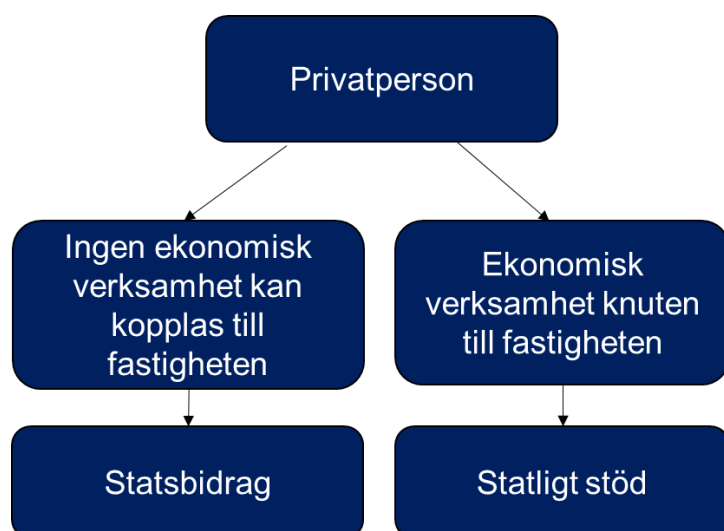 Privatperson
Ingen ekonomisk
verksamhet kan
kopplas till
fastigheten
Ekonomisk
verksamhet knuten
till fastigheten
Statsbidrag
Statligt stöd